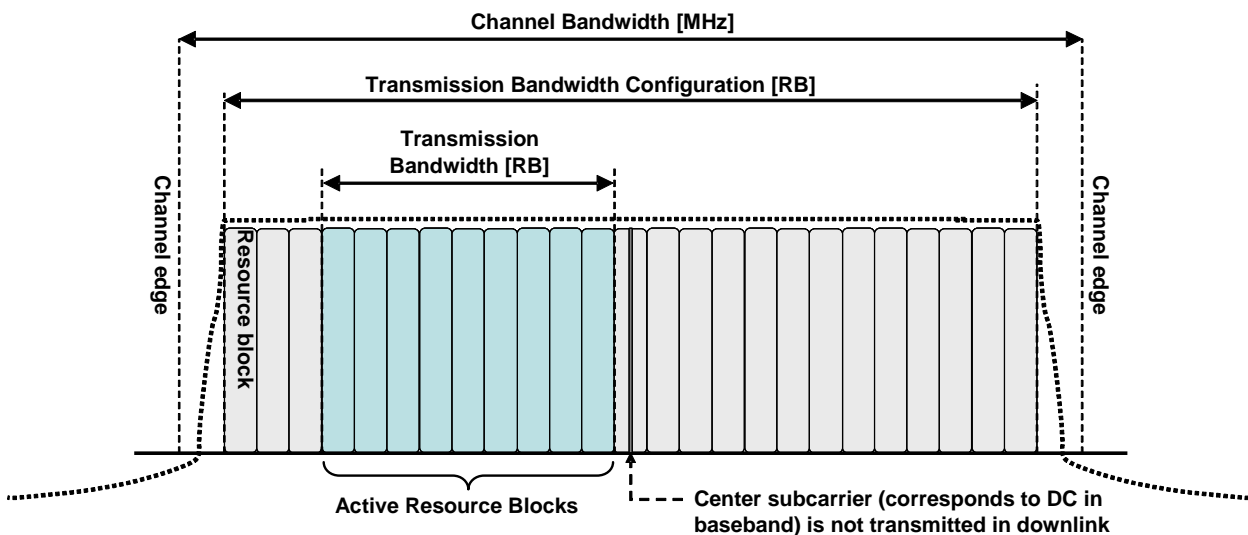 Channel Bandwidth [MHz]
Transmission Bandwidth Configuration [RB]
Transmission
Bandwidth [RB]
Channel edge
Channel edge
Resource block
Active Resource Blocks
Center subcarrier (corresponds to DC in
baseband) is not transmitted in downlink